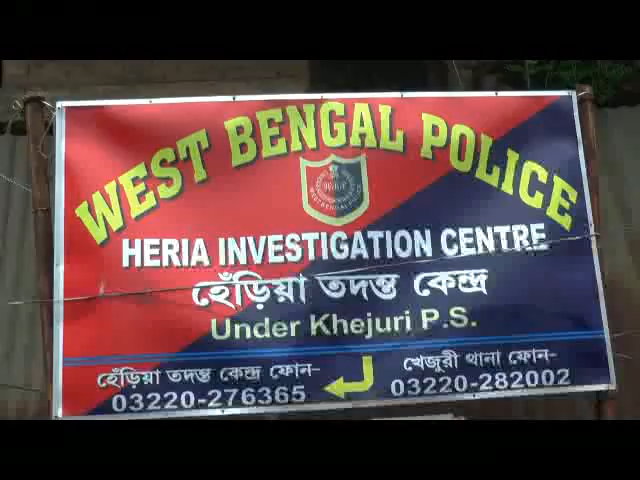 WEST BENGAL POLICE
HERIA INVESTIGATION CENTRE
হেঁড়িয়া তদন্ত কেন্দ্র
Under Khejuri P.S.
হেঁড়িয়া তদন্ত কেন্দ্র ফোন-
03220-276365
খেজুরী থানা ফোন-
03220-282002